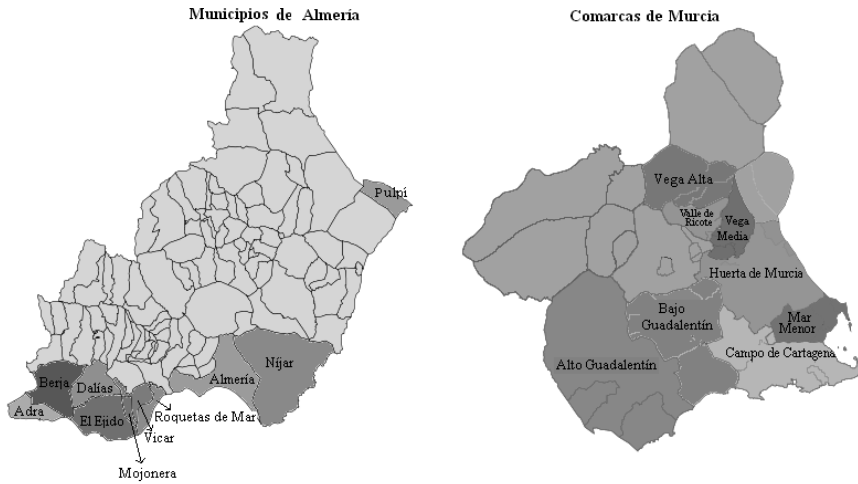 Municipios de Almería
Pulpí
Níjar
Almería
Berja
Dalías
Adra
El Ejido
Roquetas de Mar
Vicar
Mojonera
Comarcas de Murcia
Vega Alta
Valle de
Ricote
Vega
Media
Huerta de Murcia
Bajo
Guadalentín
Mar
Menor
Campo de Cartagena
Alto Guadalentín